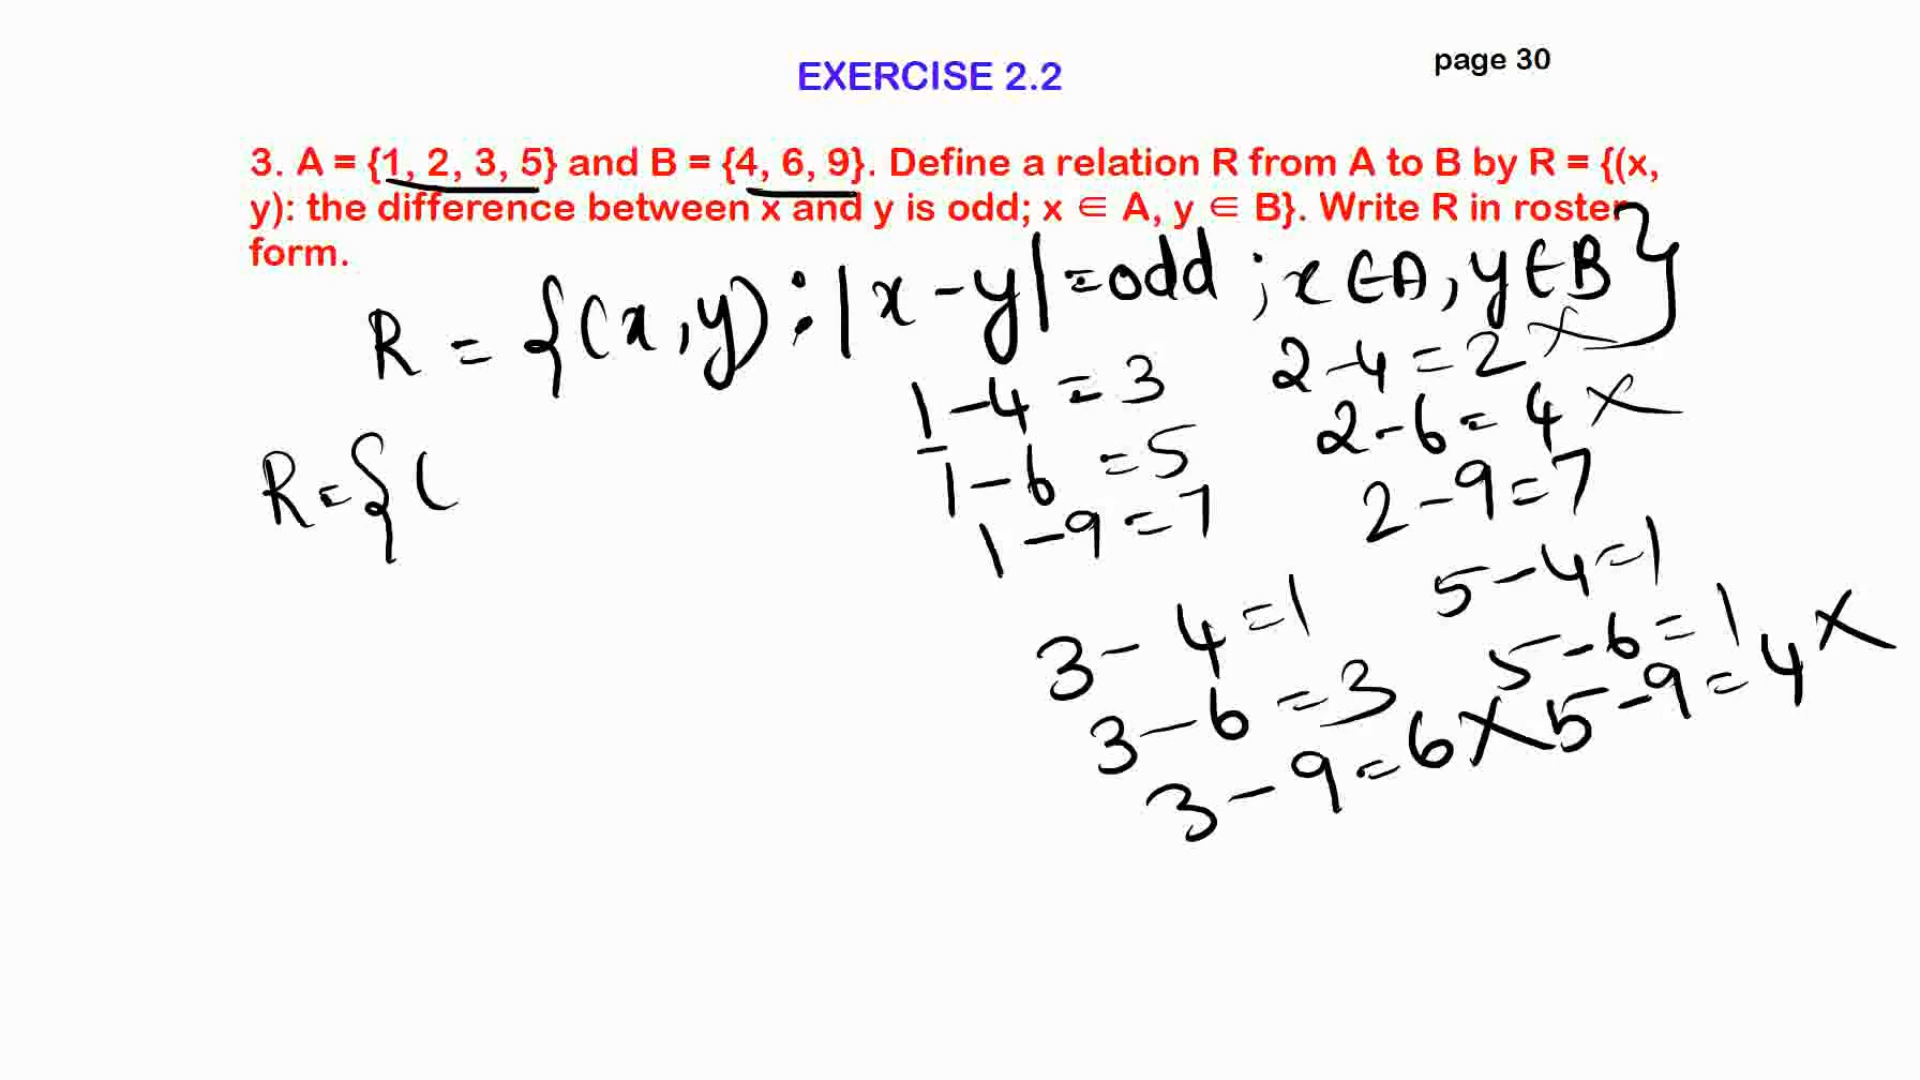 page 30
EXERCISE 2.2
3. A = {1, 2, 3, 5} and B = {4, 6, 9}. Define a relation R from A to B by R = {(x,
y): the difference between x and y is odd; x ∈ A, y ∈ B}. Write R in roster
form.
R = {(x,y) : |x-y| = odd ; x∈A, y∈B}
1-4 = 3
1-6 = 5
1-9 = 7
2-4 = 2 ×
2-6 = 4 ×
2-9 = 7
R = {(
3-4 = 1
3-6 = 3
3-9 = 6 ×
5-4 = 1
5-6 = 1
5-9 = 4 ×